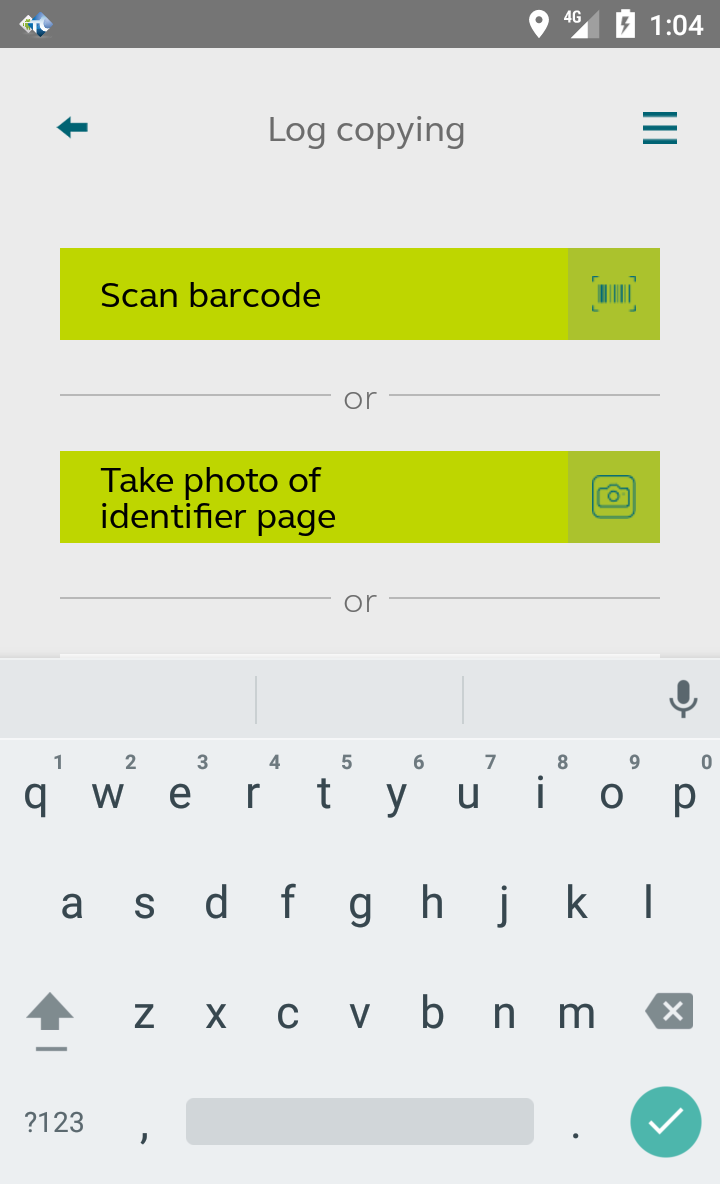 4G 1:04
Log copying
Scan barcode
or
Take photo of
identifier page
or
1 2 3 4 5 6 7 8 9 0
q w e r t y u i o p
a s d f g h j k l
z x c v b n m
?123 , .